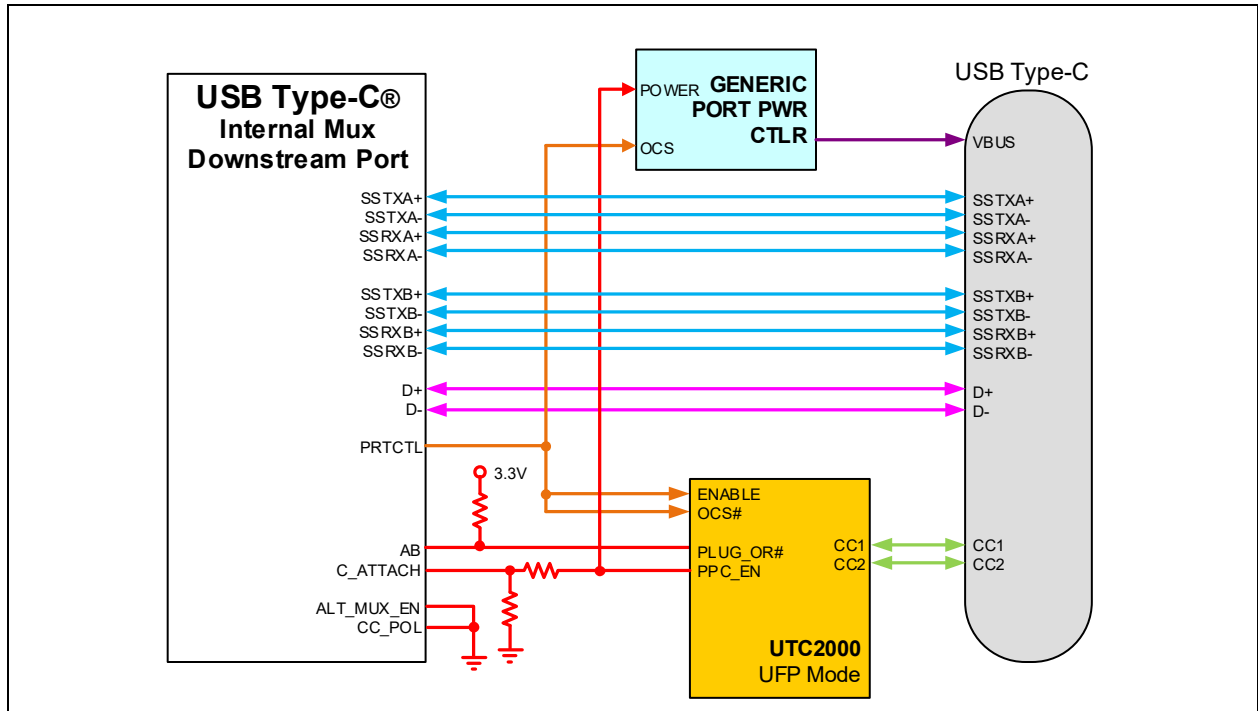 USB Type-C®
Internal Mux
Downstream Port
SSTXA+
SSTXA-
SSRXA+
SSRXA-
SSTXB+
SSTXB-
SSRXB+
SSRXB-
D+
D-
PRTCTL
AB
C_ATTACH
ALT_MUX_EN
CC_POL
3.3V
POWER
OCS
GENERIC
PORT PWR
CTLR
ENABLE
OCS#
PLUG_OR#
PPC_EN
CC1
CC2
UTC2000
UFP Mode
USB Type-C
VBUS
SSTXA+
SSTXA-
SSRXA+
SSRXA-
SSTXB+
SSTXB-
SSRXB+
SSRXB-
D+
D-
CC1
CC2